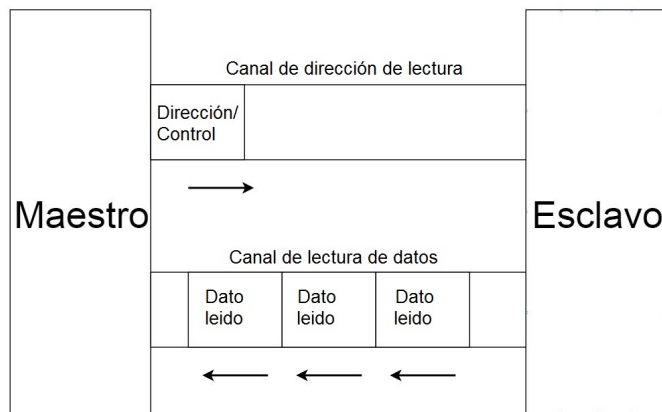 Canal de dirección de lectura
Dirección/
Control
Maestro
Esclavo
Canal de lectura de datos
Dato
leido
Dato
leido
Dato
leido